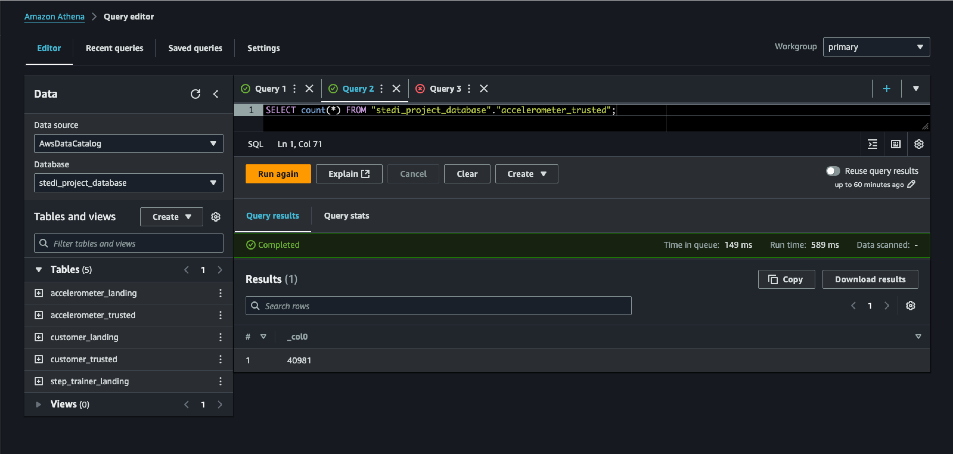 Amazon Athena > Query editor
Editor Recent queries Saved queries Settings
Workgroup primary
Data
Data source
AwsDataCatalog
Database
stedi_project_database
Tables and views Create
Filter tables and views
Tables (5) < 1 >
accelerometer_landing
accelerometer_trusted
customer_landing
customer_trusted
step_trainer_landing
Views (0) < 1 >
Query 1 Query 2 Query 3
1 SELECT count(*) FROM "stedi_project_database"."accelerometer_trusted";
SQL Ln 1, Col 71
Run again Explain Cancel Clear Create
Reuse query results
up to 60 minutes ago
Query results Query stats
Completed Time in queue: 149 ms Run time: 589 ms Data scanned: -
Results (1) Copy Download results
Search rows < 1 >
# _col0
1 40981